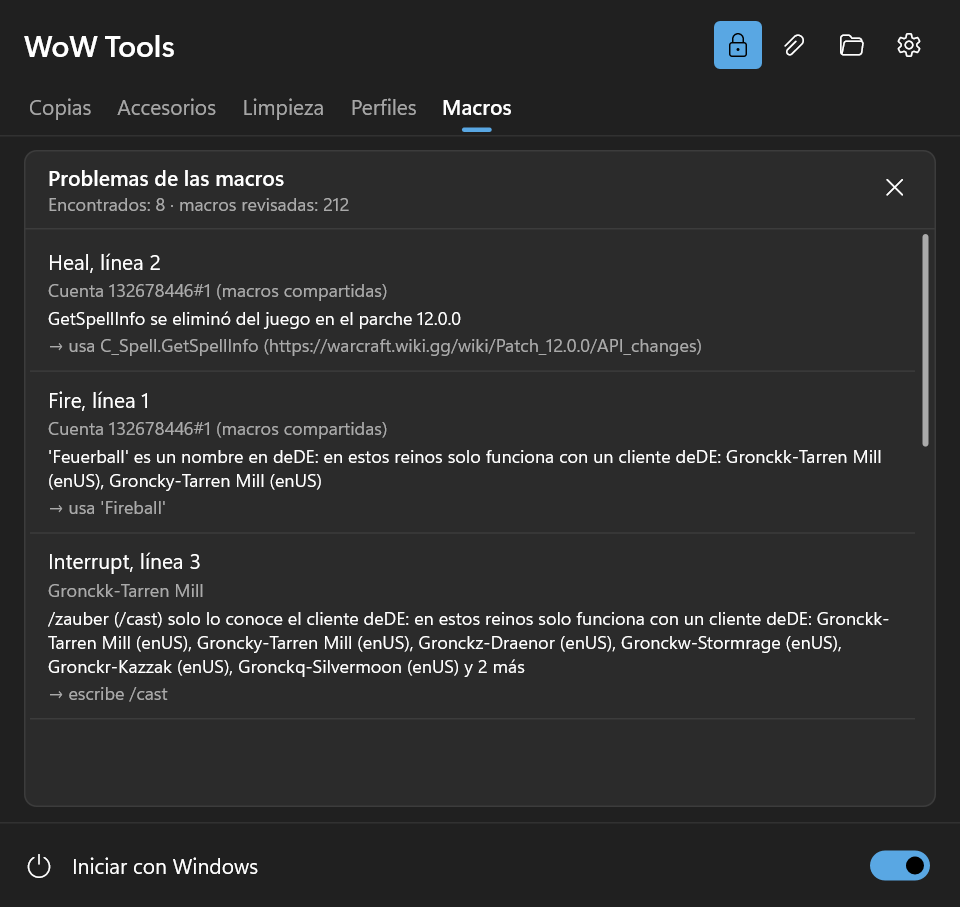 WoW Tools
Copias Accesorios Limpieza Perfiles Macros
Problemas de las macros
Encontrados: 8 · macros revisadas: 212
Heal, línea 2
Cuenta 132678446#1 (macros compartidas)
GetSpellInfo se eliminó del juego en el parche 12.0.0
→ usa C_Spell.GetSpellInfo (https://warcraft.wiki.gg/wiki/Patch_12.0.0/API_changes)
Fire, línea 1
Cuenta 132678446#1 (macros compartidas)
'Feuerball' es un nombre en deDE: en estos reinos solo funciona con un cliente deDE: Gronckk-Tarren Mill
(enUS), Groncky-Tarren Mill (enUS)
→ usa 'Fireball'
Interrupt, línea 3
Gronckk-Tarren Mill
/zauber (/cast) solo lo conoce el cliente deDE: en estos reinos solo funciona con un cliente deDE: Gronckk-
Tarren Mill (enUS), Groncky-Tarren Mill (enUS), Gronckz-Draenor (enUS), Gronckw-Stormrage (enUS),
Gronckr-Kazzak (enUS), Gronckq-Silvermoon (enUS) y 2 más
→ escribe /cast
Iniciar con Windows